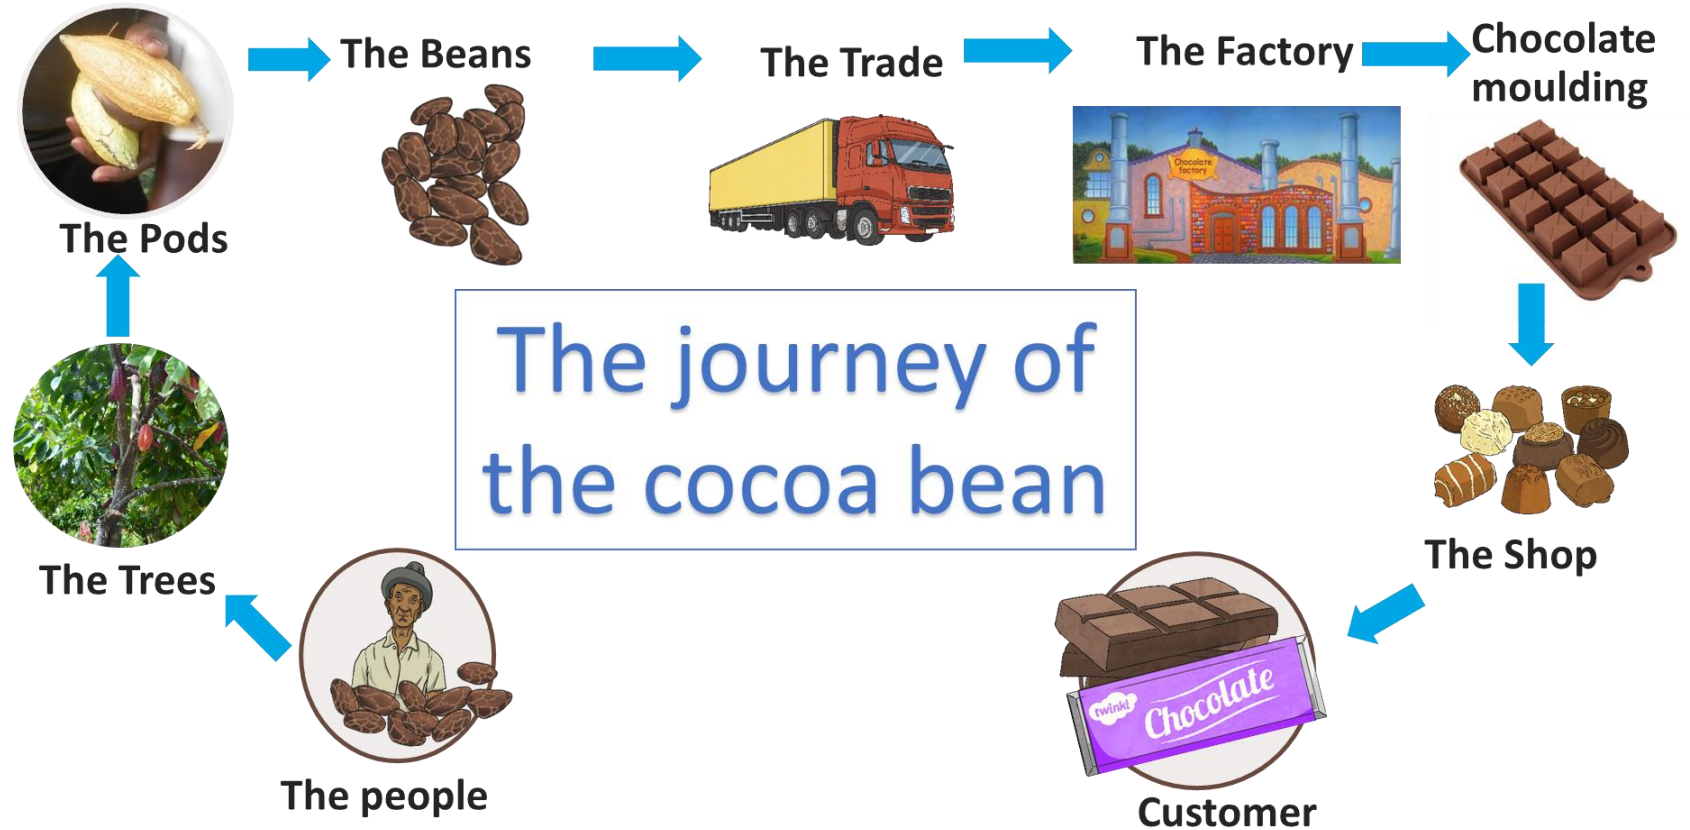 The Beans
The Trade
The Factory
Chocolate
moulding
Chocolate
factory
The Pods
The journey of
the cocoa bean
The Trees
The Shop
The people
twinkl
Chocolate
Customer